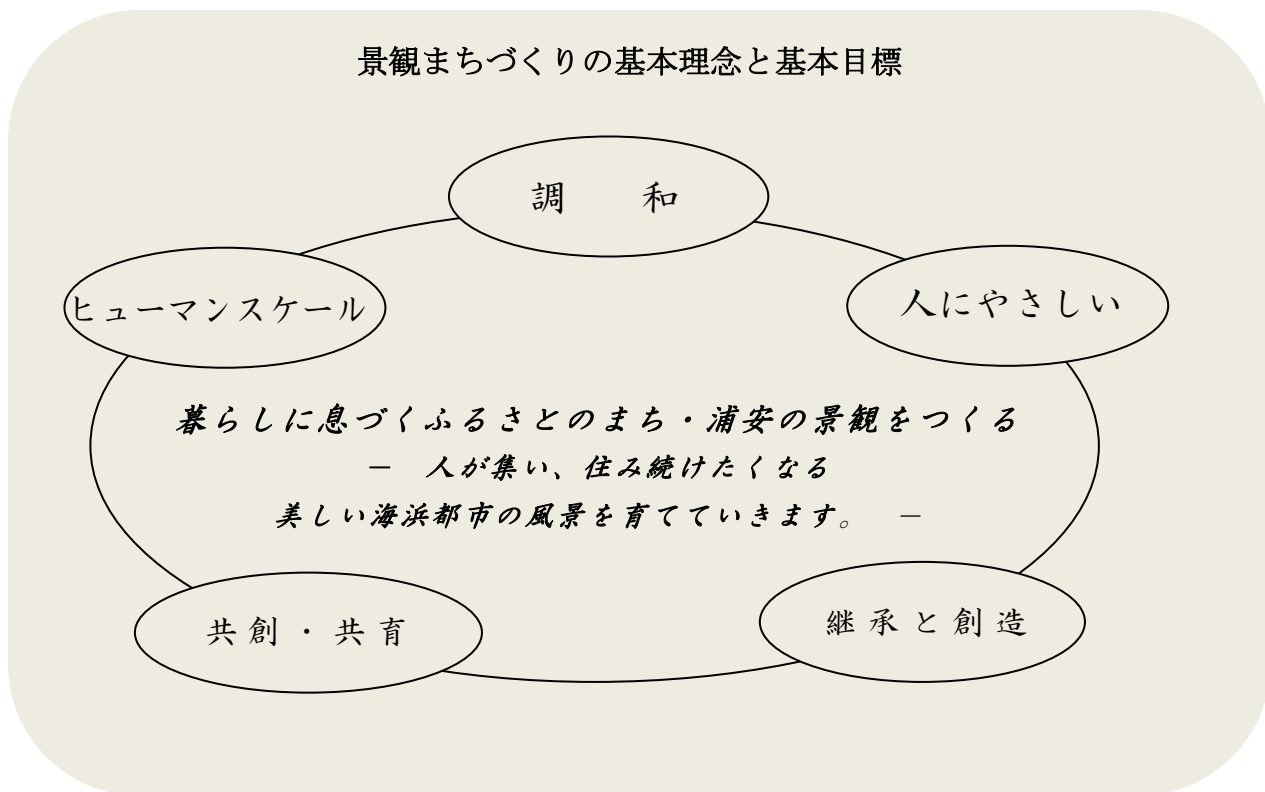 景観まちづくりの基本理念と基本目標
調　和
ヒューマンスケール
人にやさしい
暮らしに息づくふるさとのまち・浦安の景観をつくる
－　人が集い、住み続けたくなる
美しい海浜都市の風景を育てていきます。　－
共創・共育
継承と創造